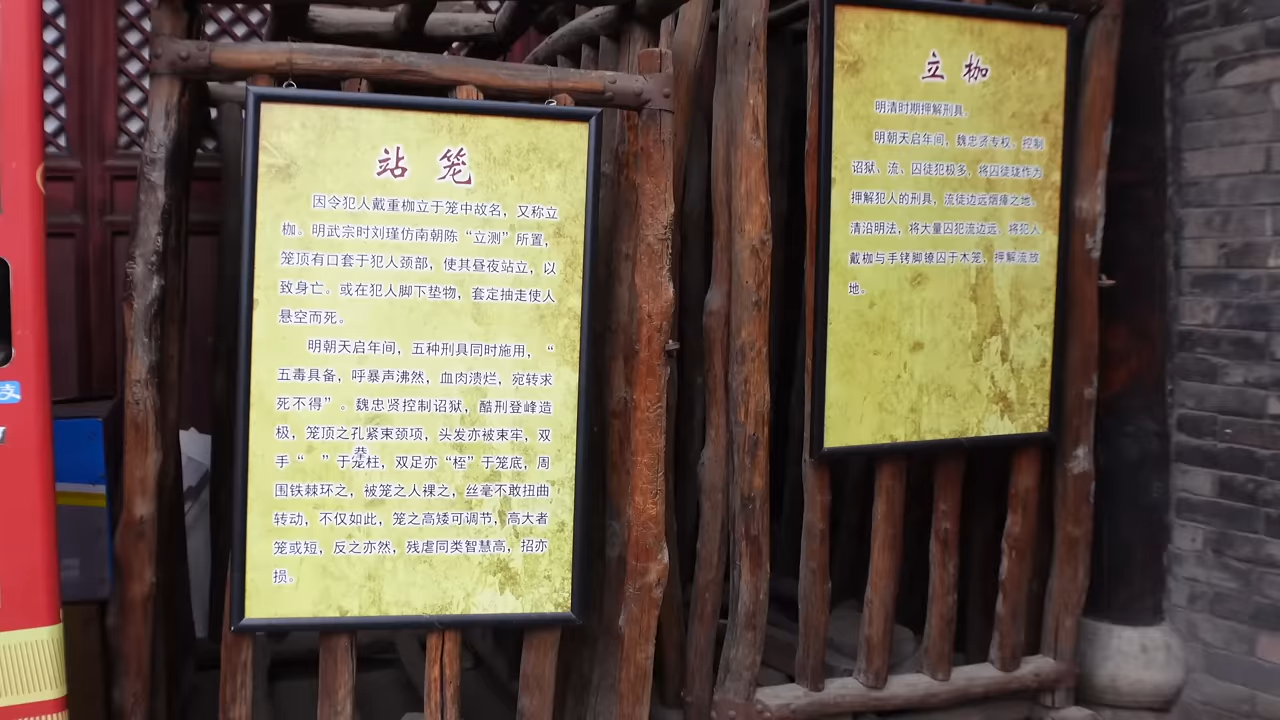 站笼
因令犯人戴重枷立于笼中故名，又称立
枷。明武宗时刘瑾仿南朝陈“立测”所置，
笼顶有口套于犯人颈部，使其昼夜站立，以
致身亡。或在犯人脚下垫物，套定抽走使人
悬空而死。
明朝天启年间，五种刑具同时施用，“
五毒具备，呼暴声沸然，血肉溃烂，宛转求
死不得”。魏忠贤控制诏狱，酷刑登峰造
极，笼顶之孔紧束颈项，头发亦被束牢，双
手“ ”于笼柱，双足亦“桎”于笼底，周
围铁棘环之，被笼之人裸之，丝毫不敢扭曲
转动，不仅如此，笼之高矮可调节，高大者
笼或短，反之亦然，残虐同类智慧高，招亦
损。
立枷
明清时期押解刑具。
明朝天启年间，魏忠贤专权，控制
诏狱、流、囚徒犯极多，将囚徒珑作为
押解犯人的刑具，流徒边远烟瘴之地。
清沿明法，将大量囚犯流边远，将犯人
戴枷与手铐脚镣囚于木笼，押解流放
地。
支